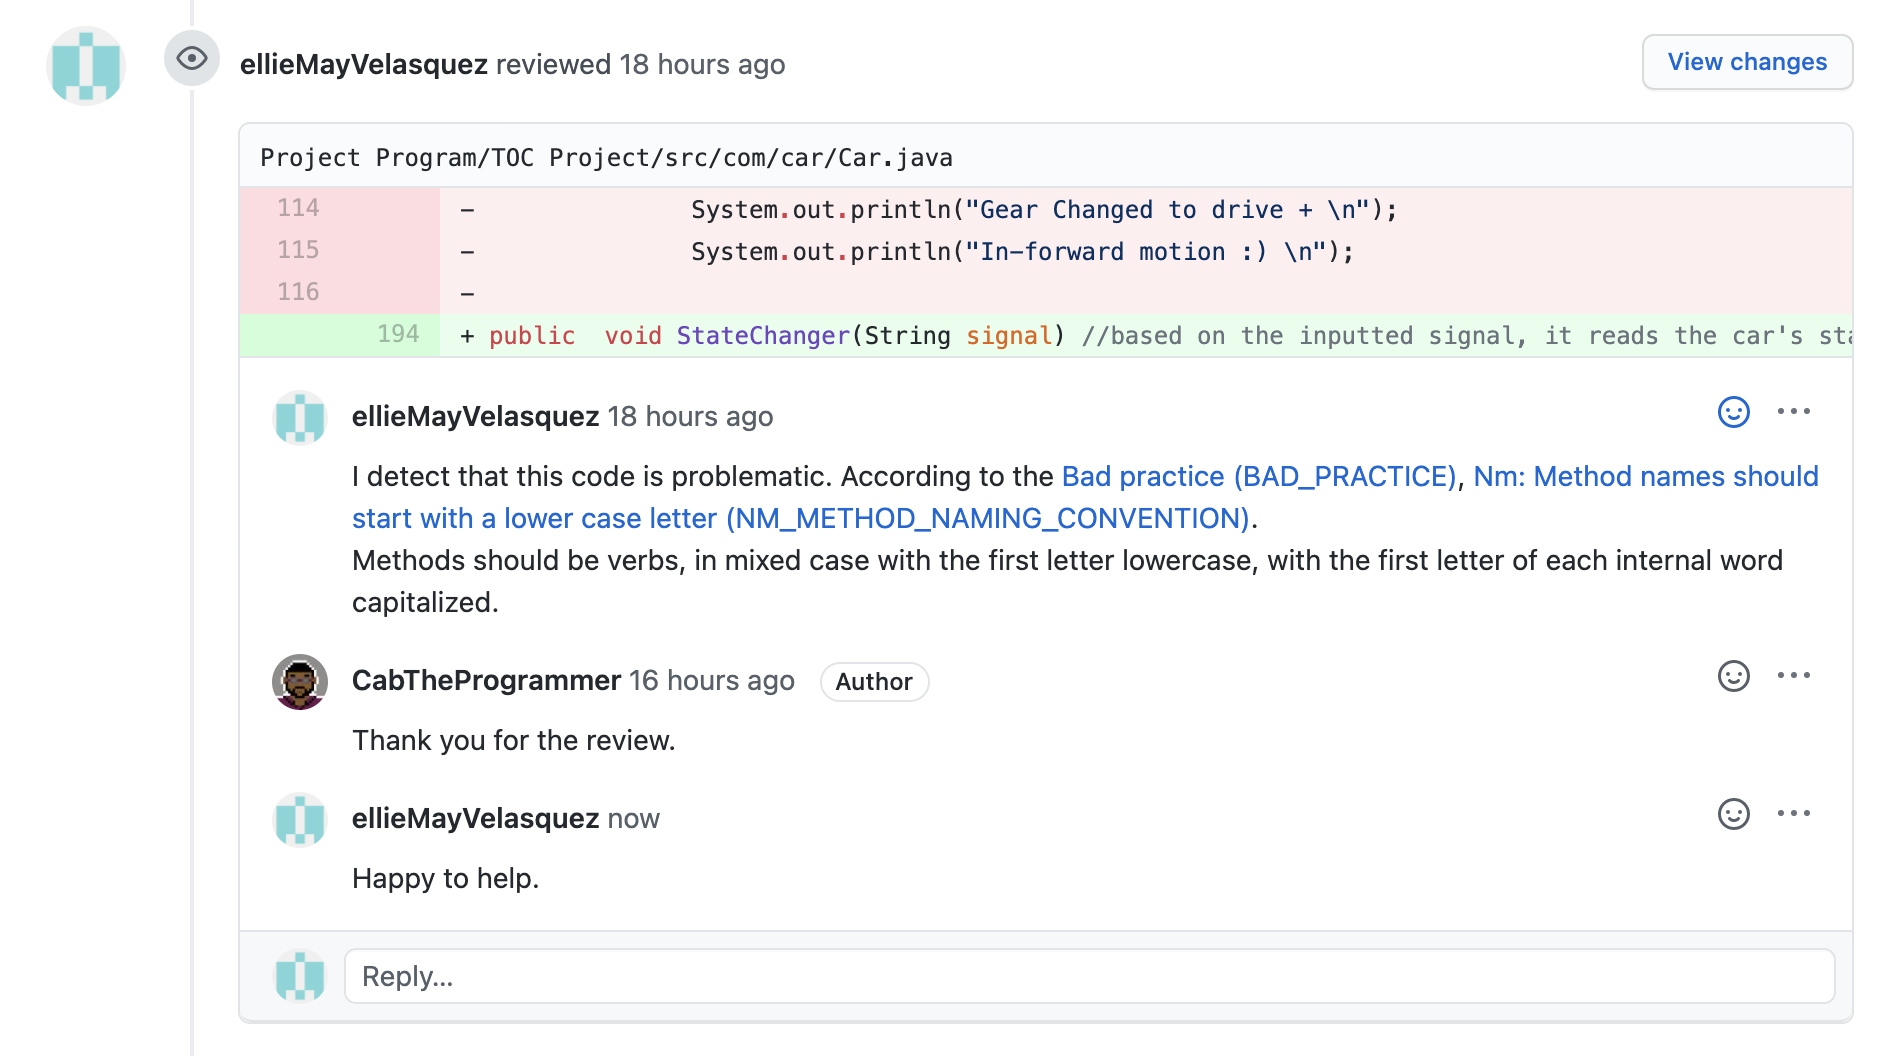 ellieMayVelasquez reviewed 18 hours ago
View changes
Project Program/TOC Project/src/com/car/Car.java
114 - System.out.println("Gear Changed to drive + \n");
115 - System.out.println("In-forward motion :) \n");
116 -
194 + public  void StateChanger(String signal) //based on the inputted signal, it reads the car's sta
ellieMayVelasquez 18 hours ago
I detect that this code is problematic. According to the Bad practice (BAD_PRACTICE), Nm: Method names should
start with a lower case letter (NM_METHOD_NAMING_CONVENTION).
Methods should be verbs, in mixed case with the first letter lowercase, with the first letter of each internal word
capitalized.
CabTheProgrammer 16 hours ago Author
Thank you for the review.
ellieMayVelasquez now
Happy to help.
Reply...